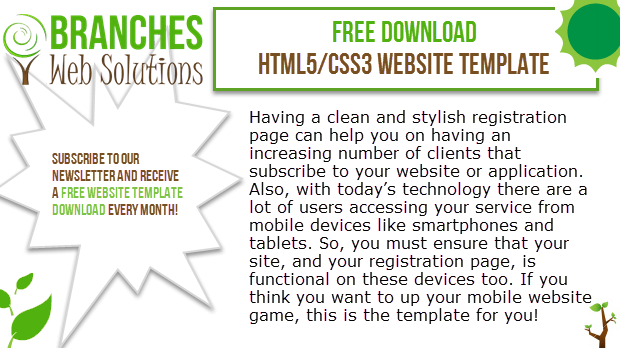 BRANCHES
Web Solutions
FREE DOWNLOAD
HTML5/CSS3 WEBSITE TEMPLATE
SUBSCRIBE TO OUR
NEWSLETTER AND RECEIVE
A FREE WEBSITE TEMPLATE
DOWNLOAD EVERY MONTH!
Having a clean and stylish registration
page can help you on having an
increasing number of clients that
subscribe to your website or application.
Also, with today’s technology there are a
lot of users accessing your service from
mobile devices like smartphones and
tablets. So, you must ensure that your
site, and your registration page, is
functional on these devices too. If you
think you want to up your mobile website
game, this is the template for you!